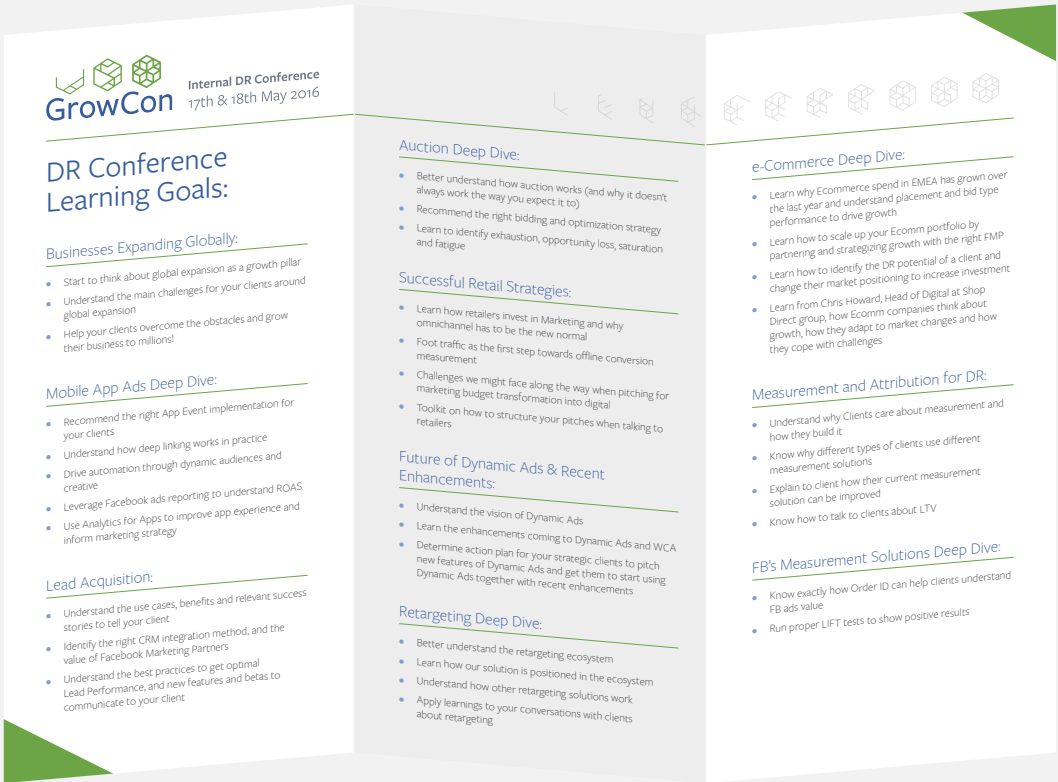 GrowCon
Internal DR Conference
17th & 18th May 2016
DR Conference
Learning Goals:
Businesses Expanding Globally:
• Start to think about global expansion as a growth pillar
• Understand the main challenges for your clients around
global expansion
• Help your clients overcome the obstacles and grow
their business to millions!
Mobile App Ads Deep Dive:
• Recommend the right App Event implementation for
your clients
• Understand how deep linking works in practice
• Drive automation through dynamic audiences and
creative
• Leverage Facebook ads reporting to understand ROAS.
• Use Analytics for Apps to improve app experience and
inform marketing strategy
Lead Acquisition:
• Understand the use cases, benefits and relevant success
stories to tell your client
• Identify the right CRM integration method, and the
value of Facebook Marketing Partners
• Understand the best practices to get optimal
Lead Performance, and new features and betas to
communicate to your client
Auction Deep Dive:
• Better understand how auction works (and why it doesn't
always work the way you expect it to)
• Recommend the right bidding and optimization strategy
• Learn to identify exhaustion, opportunity loss, saturation
and fatigue
Successful Retail Strategies:
• Learn how retailers invest in Marketing and why
omnichannel has to be the new normal
• Foot traffic as the first step towards offline conversion
measurement
• Challenges we might face along the way when pitching for
marketing budget transformation into digital
• Toolkit on how to structure your pitches when talking to
retailers
Future of Dynamic Ads & Recent
Enhancements:
• Understand the vision of Dynamic Ads
• Learn the enhancements coming to Dynamic Ads and WCA
• Determine action plan for your strategic clients to pitch
new features of Dynamic Ads and get them to start using
Dynamic Ads together with recent enhancements
Retargeting Deep Dive:
• Better understand the retargeting ecosystem
• Learn how our solution is positioned in the ecosystem
• Understand how other retargeting solutions work
• Apply learnings to your conversations with clients
about retargeting
e-Commerce Deep Dive:
• Learn why Ecommerce spend in EMEA has grown over
the last year and understand placement and bid type
performance to drive growth
• Learn how to scale up your Ecomm portfolio by
partnering and strategizing growth with the right FMP
• Learn how to identify the DR potential of a client and
change their market positioning to increase investment
• Learn from Chris Howard, Head of Digital at Shop
Direct group, how Ecomm companies think about
growth, how they adapt to market changes and how
they cope with challenges
Measurement and Attribution for DR:
• Understand why Clients care about measurement and
how they build it
• Know why different types of clients use different
measurement solutions
• Explain to client how their current measurement
solution can be improved
• Know how to talk to clients about LTV
FB's Measurement Solutions Deep Dive:
• Know exactly how Order ID can help clients understand
FB ads value
• Run proper LIFT tests to show positive results